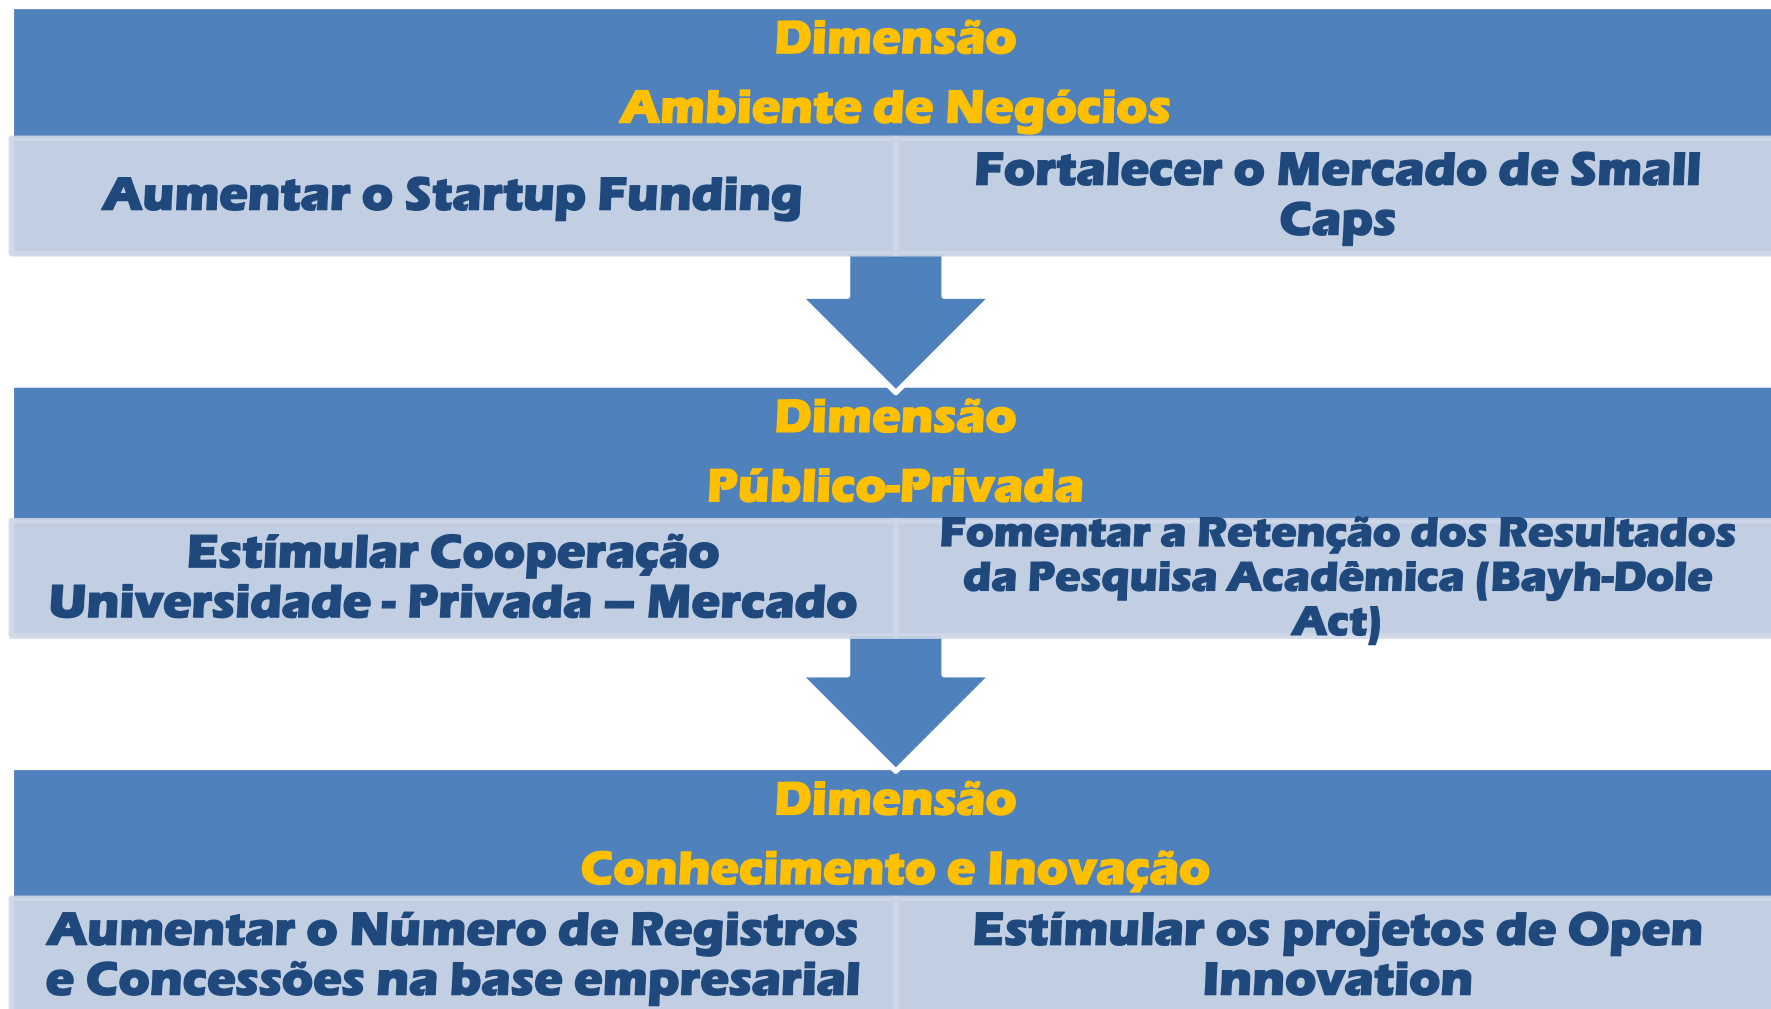 Dimensão
Ambiente de Negócios
Aumentar o Startup Funding
Fortalecer o Mercado de Small
Caps
Dimensão
Público-Privada
Estímular Cooperação
Universidade - Privada – Mercado
Fomentar a Retenção dos Resultados
da Pesquisa Acadêmica (Bayh-Dole
Act)
Dimensão
Conhecimento e Inovação
Aumentar o Número de Registros
e Concessões na base empresarial
Estímular os projetos de Open
Innovation